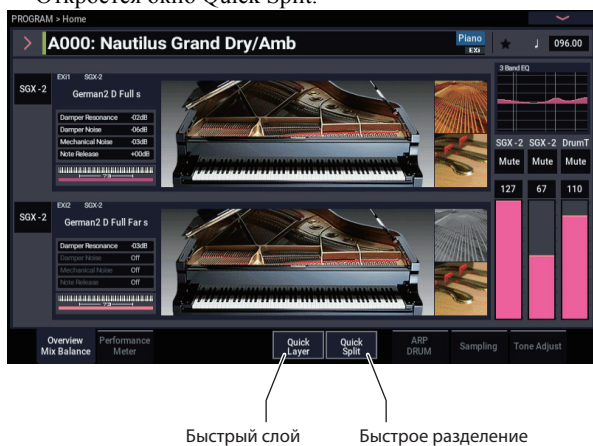 Откроется окно Quick Split.
PROGRAM > Home
A000: Nautilus Grand Dry/Amb
Piano
EXi
096.00
SGX-2
EXI1 SGX-2
German2 D Full s
Damper Resonance -02dB
Damper Noise -06dB
Mechanical Noise -03dB
Note Release +00dB
73
3 Band EQ
SGX-2 SGX-2 DrumT
Mute Mute Mute
127 67 110
SGX-2
EXI2 SGX-2
German2 D Full Far s
Damper Resonance -03dB
Damper Noise Off
Mechanical Noise Off
Note Release Off
73
Overview
Mix Balance
Performance
Meter
Quick
Layer
Quick
Split
ARP
DRUM
Sampling
Tone Adjust
Быстрый слой
Быстрое разделение